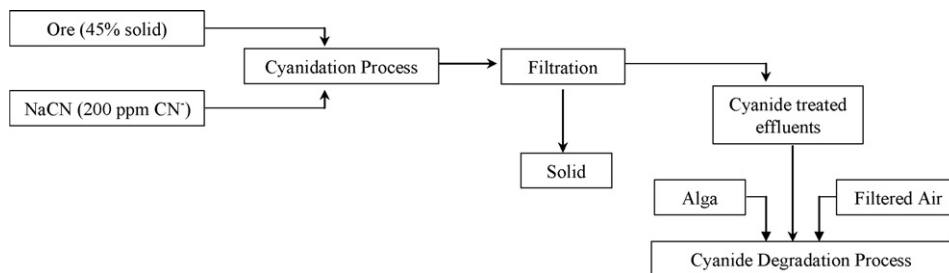 Ore (45% solid)
Cyanidation Process
Filtration
NaCN (200 ppm CN⁻)
Cyanide treated
effluents
Solid
Alga
Filtered Air
Cyanide Degradation Process